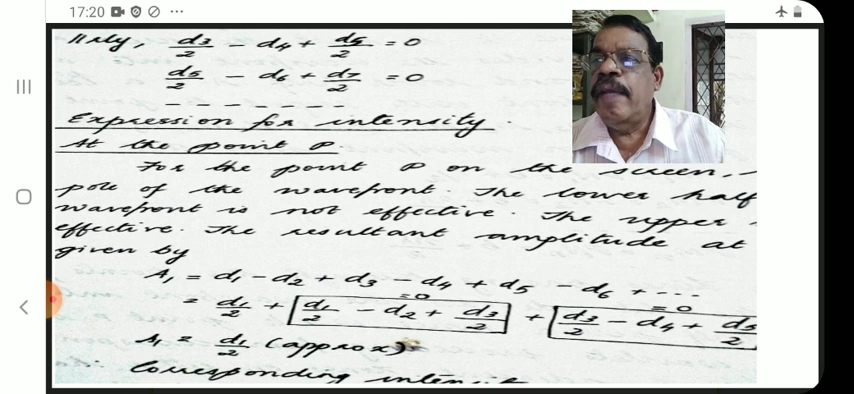 17:20
11rly, d3/2 - d4 + d5/2 = 0
d5/2 - d6 + d7/2 = 0
- - - - - - -
Expression for intensity.
At the point P.
For the point P on the screen,
pole of the wavefront. The lower half
wavefront is not effective. The upper
effective. The resultant amplitude at
given by
A1 = d1 - d2 + d3 - d4 + d5 - d6 + ...
= d1/2 + d1/2 - d2 + d3/2 =0 + d3/2 - d4 + d5/2 =0
A1 = d1/2 (approx)
Corresponding